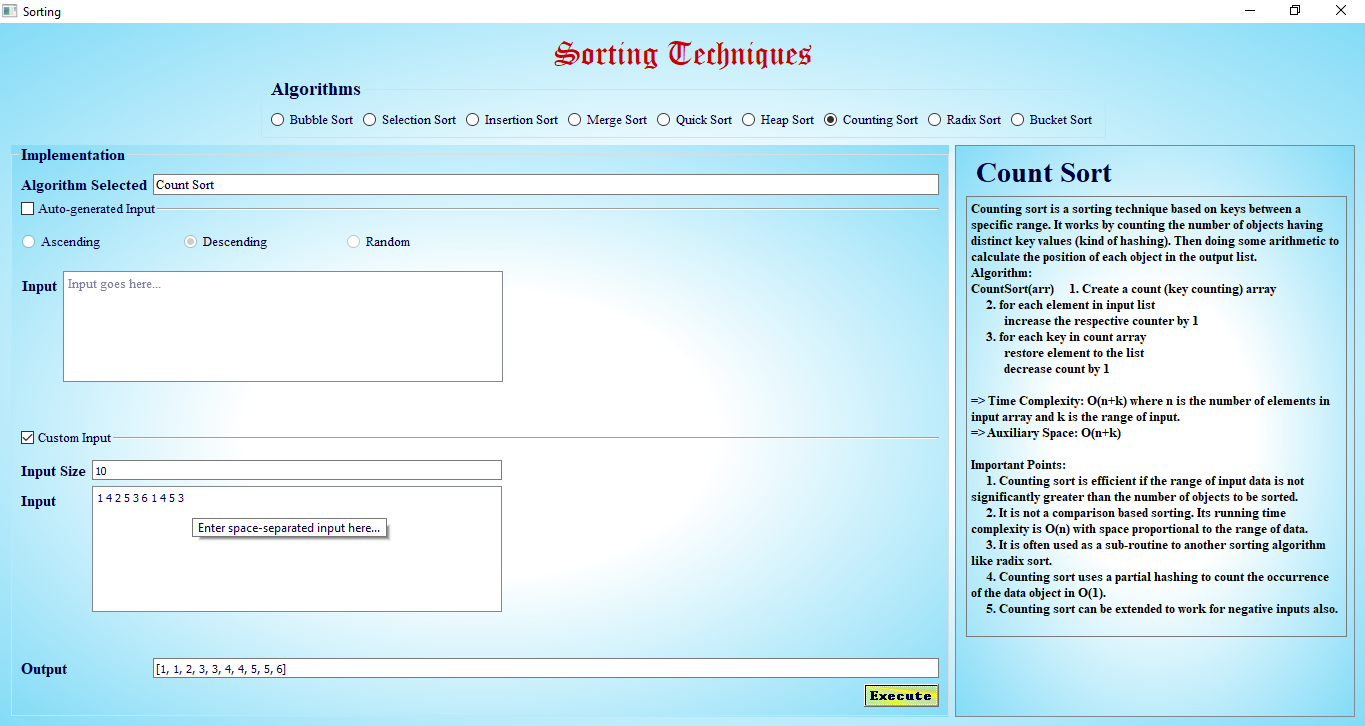 Sorting
Sorting Techniques
Algorithms
Bubble Sort Selection Sort Insertion Sort Merge Sort Quick Sort Heap Sort Counting Sort Radix Sort Bucket Sort
Implementation
Algorithm Selected Count Sort
Auto-generated Input
Ascending Descending Random
Input Input goes here...
Custom Input
Input Size 10
Input 1 4 2 5 3 6 1 4 5 3
Enter space-separated input here...
Output [1, 1, 2, 3, 3, 4, 4, 5, 5, 6]
Execute
Count Sort
Counting sort is a sorting technique based on keys between a
specific range. It works by counting the number of objects having
distinct key values (kind of hashing). Then doing some arithmetic to
calculate the position of each object in the output list.
Algorithm:
CountSort(arr) 1. Create a count (key counting) array
2. for each element in input list
increase the respective counter by 1
3. for each key in count array
restore element to the list
decrease count by 1
=> Time Complexity: O(n+k) where n is the number of elements in
input array and k is the range of input.
=> Auxiliary Space: O(n+k)
Important Points:
1. Counting sort is efficient if the range of input data is not
significantly greater than the number of objects to be sorted.
2. It is not a comparison based sorting. Its running time
complexity is O(n) with space proportional to the range of data.
3. It is often used as a sub-routine to another sorting algorithm
like radix sort.
4. Counting sort uses a partial hashing to count the occurrence
of the data object in O(1).
5. Counting sort can be extended to work for negative inputs also.